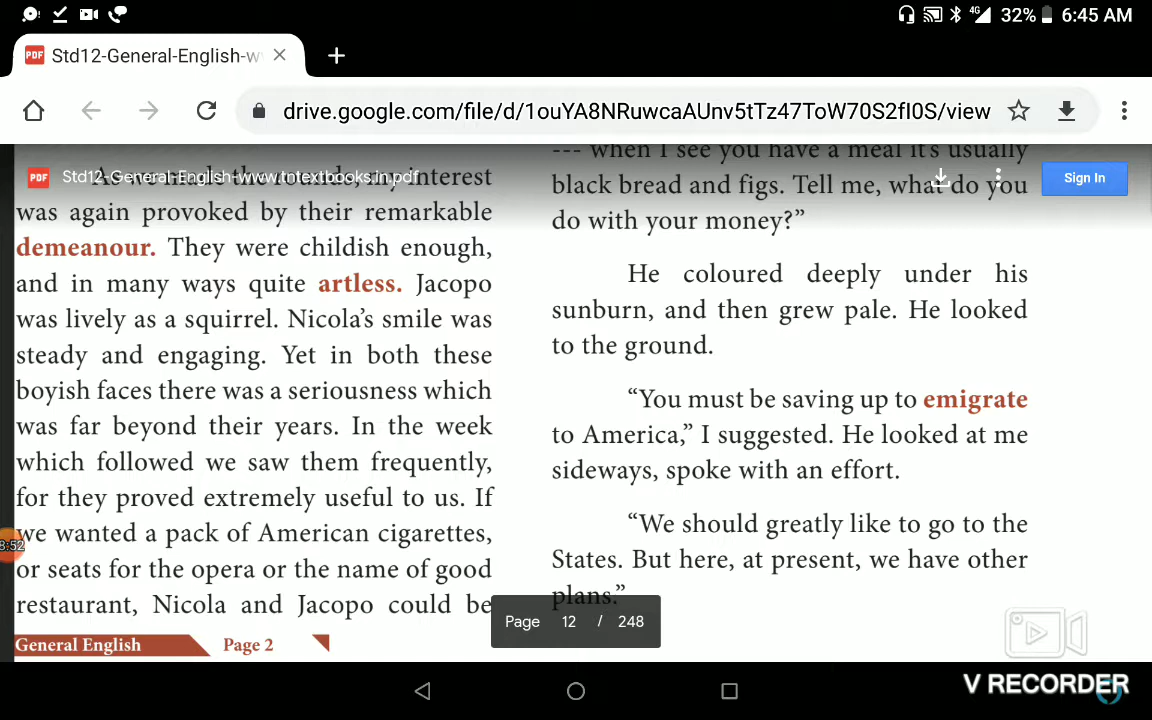 4G 32% 6:45 AM
PDF Std12-General-English-w
drive.google.com/file/d/1ouYA8NRuwcaAUnv5tTz47ToW70S2fI0S/view
PDF Std12-General-English-www.tntextbooks.in.pdf
Sign In
interest
was again provoked by their remarkable
demeanour. They were childish enough,
and in many ways quite artless. Jacopo
was lively as a squirrel. Nicola's smile was
steady and engaging. Yet in both these
boyish faces there was a seriousness which
was far beyond their years. In the week
which followed we saw them frequently,
for they proved extremely useful to us. If
we wanted a pack of American cigarettes,
or seats for the opera or the name of good
restaurant, Nicola and Jacopo could be
General English Page 2
--- when I see you have a meal it's usually
black bread and figs. Tell me, what do you
do with your money?”
He coloured deeply under his
sunburn, and then grew pale. He looked
to the ground.
“You must be saving up to emigrate
to America,” I suggested. He looked at me
sideways, spoke with an effort.
“We should greatly like to go to the
States. But here, at present, we have other
plans.”
Page 12 / 248
8:52
V RECORDER